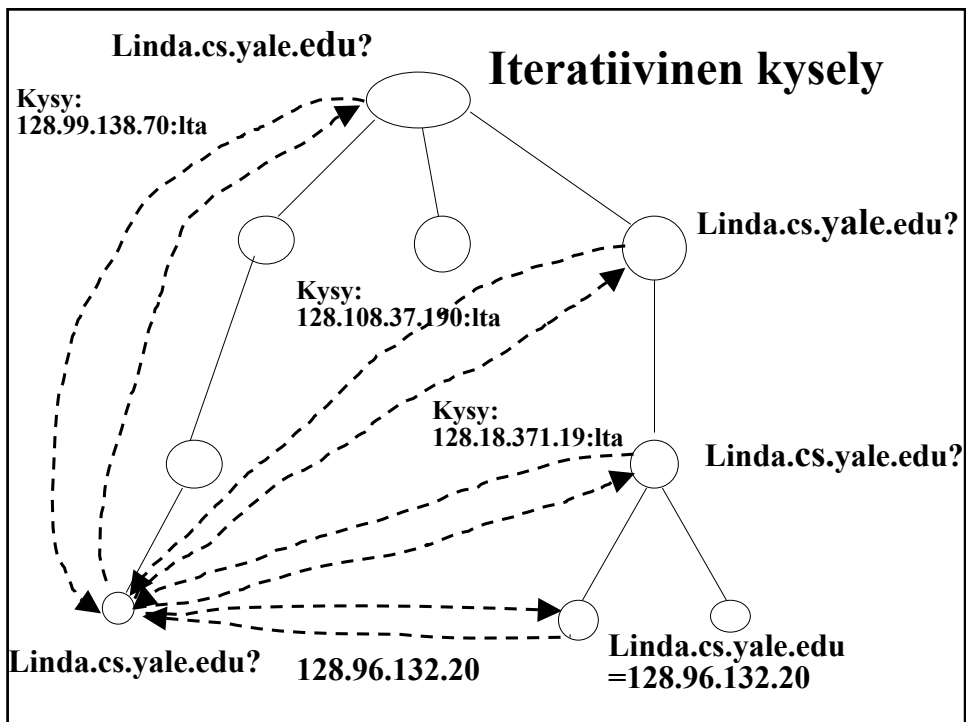 Linda.cs.yale.edu?
Iteratiivinen kysely
Kysy:
128.99.138.70:lta
Linda.cs.yale.edu?
Kysy:
128.108.37.190:lta
Kysy:
128.18.371.19:lta
Linda.cs.yale.edu?
Linda.cs.yale.edu?
128.96.132.20
Linda.cs.yale.edu
=128.96.132.20